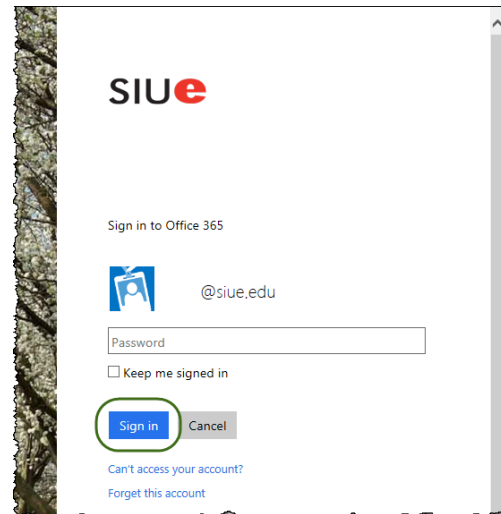 SIUe
Sign in to Office 365
@siue.edu
Password
Keep me signed in
Sign in Cancel
Can't access your account?
Forget this account